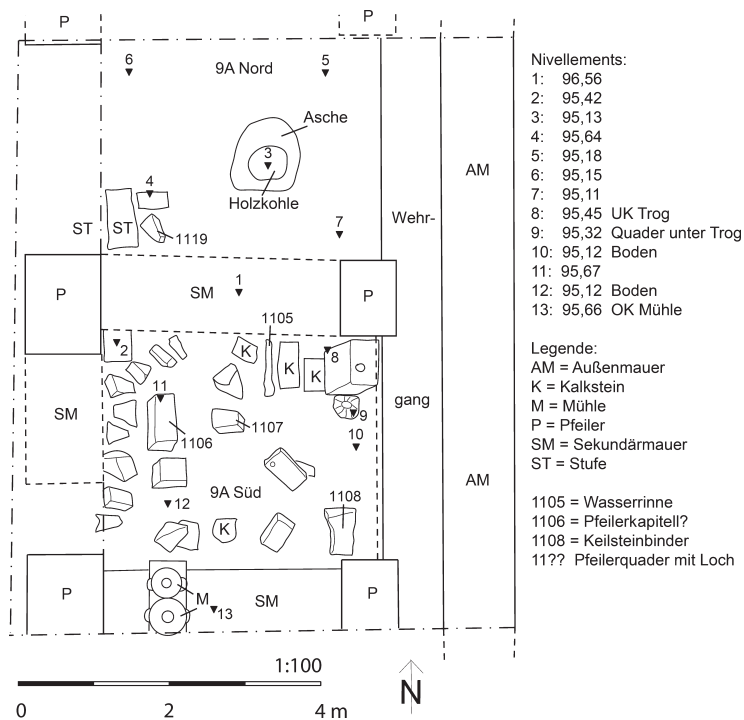 P
P
6
9A Nord
5
Asche
3
Holzkohle
4
ST
ST
1119
7
Wehr-
AM
P
SM
1
P
1105
2
K
K
K
8
SM
11
1106
1107
9
gang
10
9A Süd
12
1108
K
AM
P
M
13
SM
P
1:100
0 2 4 m
N
Nivellements:
1: 96,56
2: 95,42
3: 95,13
4: 95,64
5: 95,18
6: 95,15
7: 95,11
8: 95,45 UK Trog
9: 95,32 Quader unter Trog
10: 95,12 Boden
11: 95,67
12: 95,12 Boden
13: 95,66 OK Mühle
Legende:
AM = Außenmauer
K = Kalkstein
M = Mühle
P = Pfeiler
SM = Sekundärmauer
ST = Stufe
1105 = Wasserrinne
1106 = Pfeilerkapitell?
1108 = Keilsteinbinder
11?? Pfeilerquader mit Loch